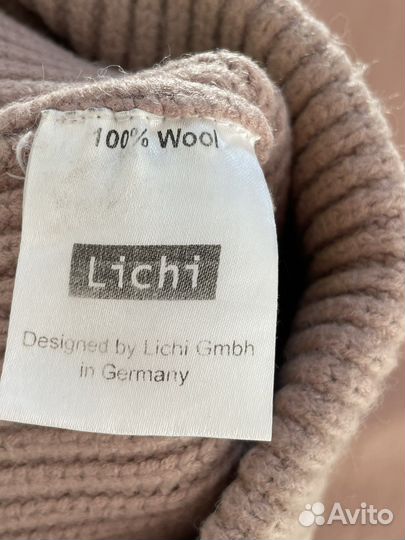 100% Wool
Lichi
Designed by Lichi Gmbh
in Germany
Avito